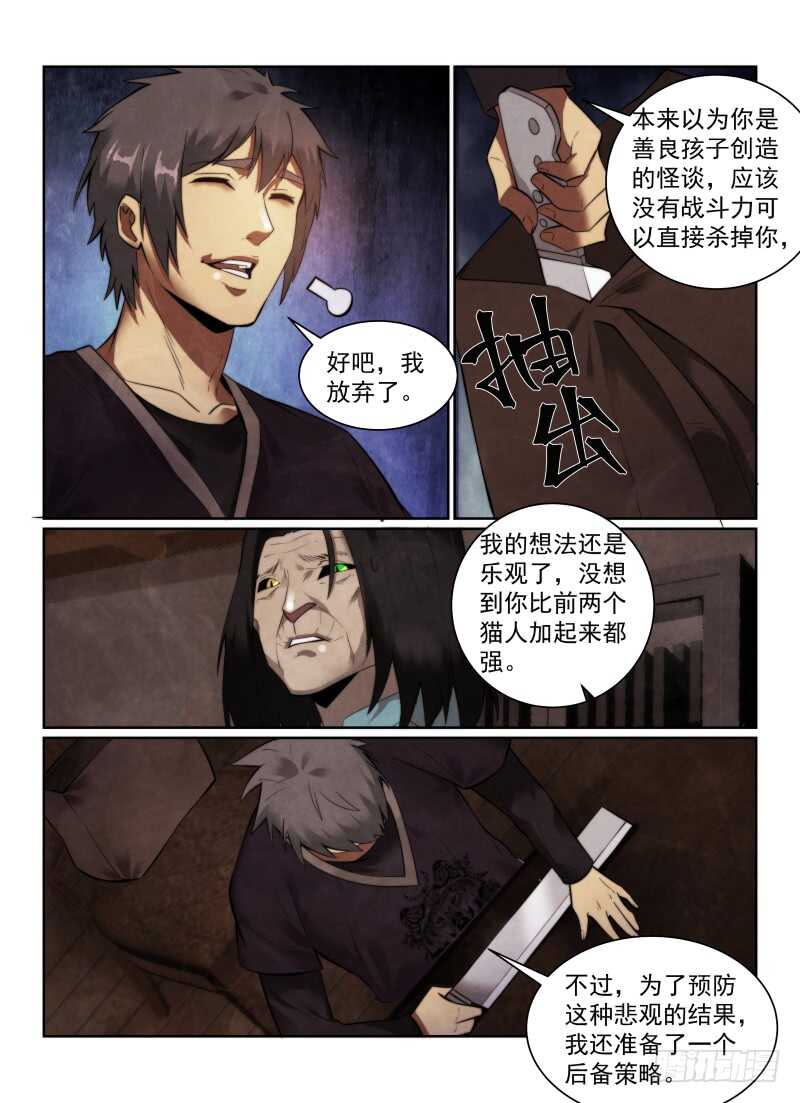 好吧，我
放弃了。
本来以为你是
善良孩子创造
的怪谈，应该
没有战斗力可
以直接杀掉你，
抽出
我的想法还是
乐观了，没想
到你比前两个
猫人加起来都
强。
不过，为了预防
这种悲观的结果，
我还准备了一个
后备策略。
腾讯动漫